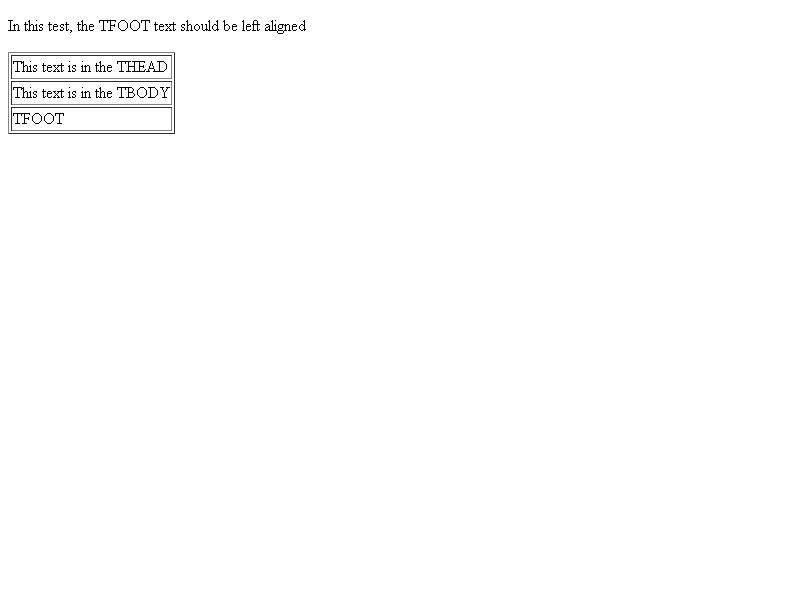 In this test, the TFOOT text should be left aligned
This text is in the THEAD
This text is in the TBODY
TFOOT